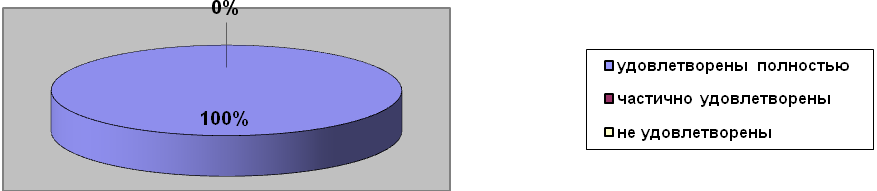 0%
100%
удовлетворены полностью
частично удовлетворены
не удовлетворены